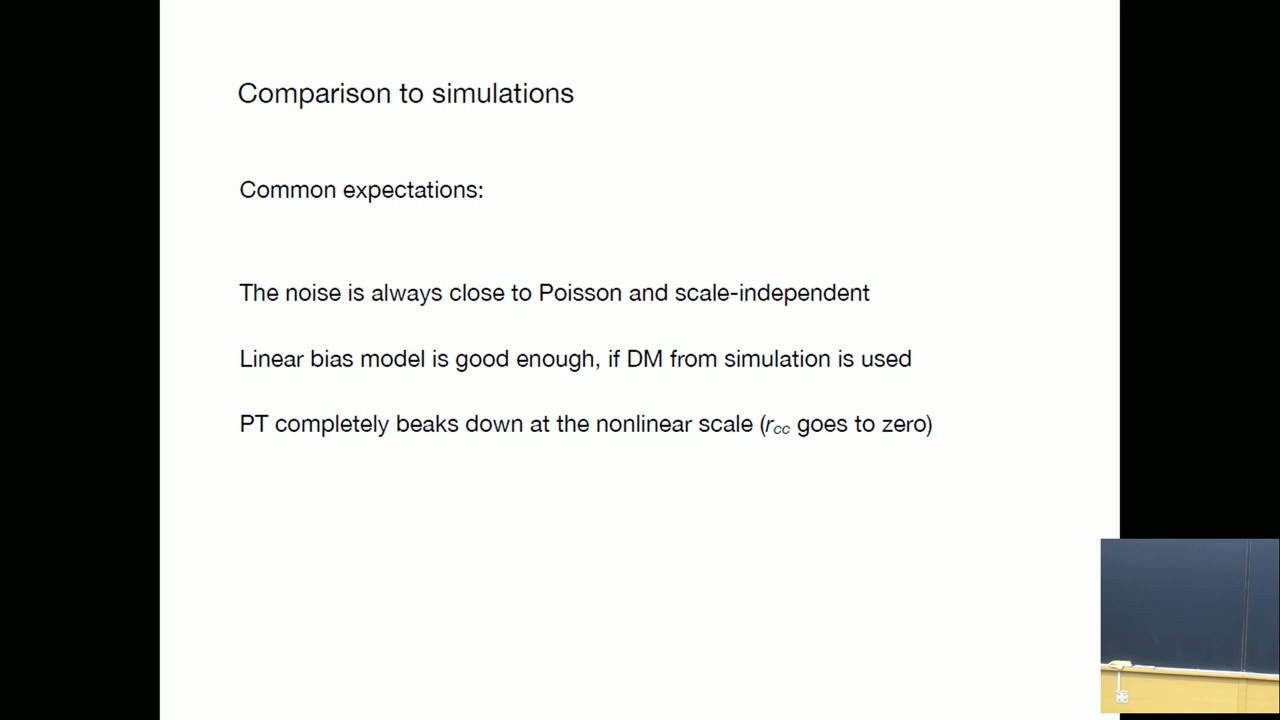 Comparison to simulations
Common expectations:
The noise is always close to Poisson and scale-independent
Linear bias model is good enough, if DM from simulation is used
PT completely beaks down at the nonlinear scale (rcc goes to zero)